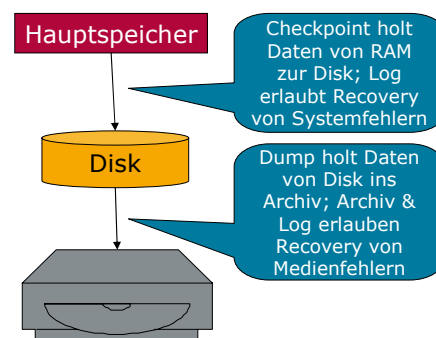 Hauptspeicher
Checkpoint holt
Daten von RAM
zur Disk; Log
erlaubt Recovery
von Systemfehlern
Disk
Dump holt Daten
von Disk ins
Archiv; Archiv &
Log erlauben
Recovery von
Medienfehlern